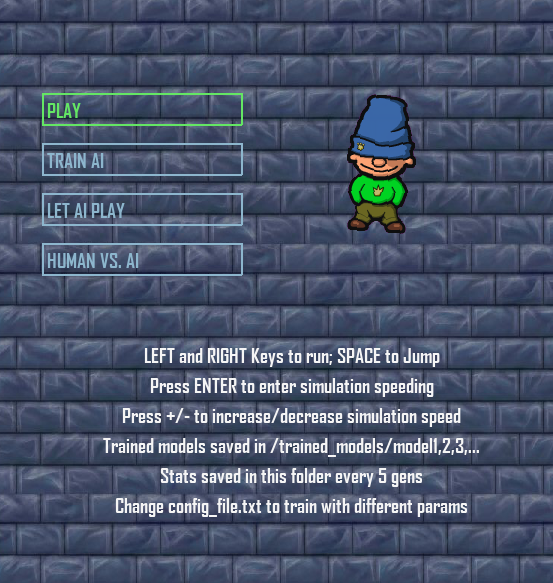 PLAY
TRAIN AI
LET AI PLAY
HUMAN VS. AI
LEFT and RIGHT Keys to run; SPACE to Jump
Press ENTER to enter simulation speeding
Press +/- to increase/decrease simulation speed
Trained models saved in /trained_models/model1,2,3,...
Stats saved in this folder every 5 gens
Change config_file.txt to train with different params